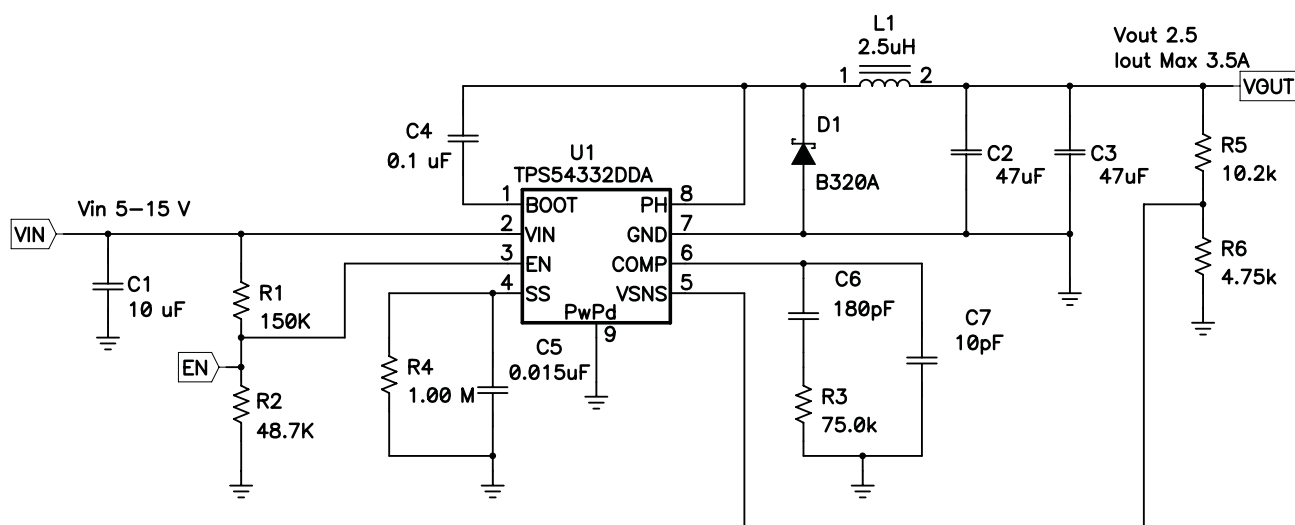 L1
2.5uH
1 2
Vout 2.5
Iout Max 3.5A
VOUT
C4
0.1 uF
U1
TPS54332DDA
D1
B320A
C2
47uF
C3
47uF
R5
10.2k
Vin 5-15 V
VIN
1 BOOT PH 8
2 VIN GND 7
3 EN COMP 6
4 SS VSNS 5
PwPd
9
C1
10 uF
R1
150K
EN
R2
48.7K
R4
1.00 M
C5
0.015uF
C6
180pF
C7
10pF
R3
75.0k
R6
4.75k